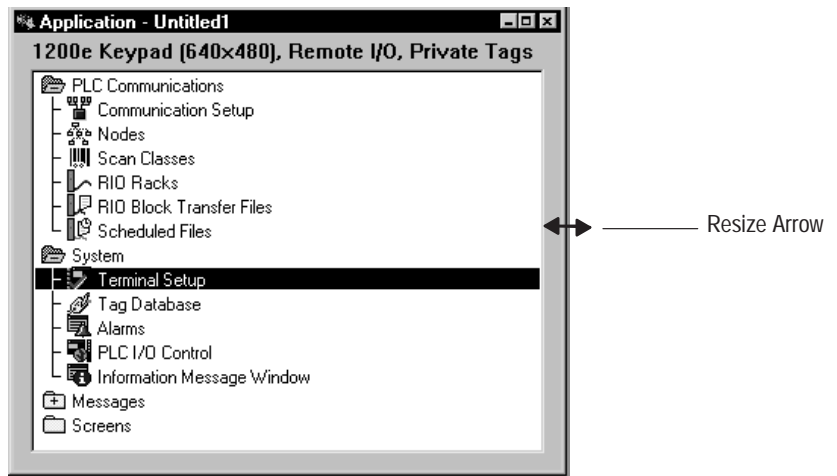 Application - Untitled1
1200e Keypad (640x480), Remote I/O, Private Tags
PLC Communications
Communication Setup
Nodes
Scan Classes
RIO Racks
RIO Block Transfer Files
Scheduled Files
Resize Arrow
System
Terminal Setup
Tag Database
Alarms
PLC I/O Control
Information Message Window
Messages
Screens